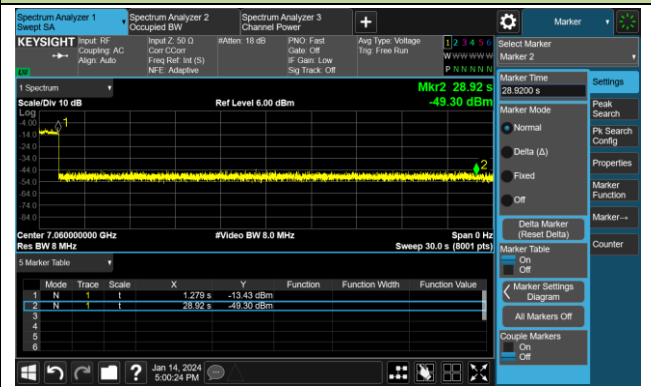 Spectrum Analyzer 1
Swept SA
Spectrum Analyzer 2
Occupied BW
Spectrum Analyzer 3
Channel Power
Marker
KEYSIGHT
Input: RF
Coupling: AC
Align: Auto
Input Z: 50 Ω
Corr CCorr
Freq Ref: Int (S)
NFE: Adaptive
#Atten: 18 dB
PNO: Fast
Gate: Off
IF Gain: Low
Sig Track: Off
Avg Type: Voltage
Trig: Free Run
1 2 3 4 5 6
W W W W W W
P N N N N N
Select Marker
Marker 2
1 Spectrum
Mkr2 28.92 s
-49.30 dBm
Scale/Div 10 dB
Ref Level 6.00 dBm
Log
-4.00
-14.0
-24.0
-34.0
-44.0
-54.0
-64.0
-74.0
-84.0
1
2
Center 7.060000000 GHz
#Video BW 8.0 MHz
Span 0 Hz
Res BW 8 MHz
Sweep 30.0 s (8001 pts)
5 Marker Table
Mode Trace Scale X Y Function Function Width Function Value
1 N 1 t 1.279 s -13.43 dBm
2 N 1 t 28.92 s -49.30 dBm
3
4
5
6
Marker Time
28.9200 s
Marker Mode
Normal
Delta (Δ)
Fixed
Off
Delta Marker
(Reset Delta)
Marker Table
On
Off
Marker Settings
Diagram
All Markers Off
Couple Markers
On
Off
Settings
Peak
Search
Pk Search
Config
Properties
Marker
Function
Marker→
Counter
?
Jan 14, 2024
5:00:24 PM